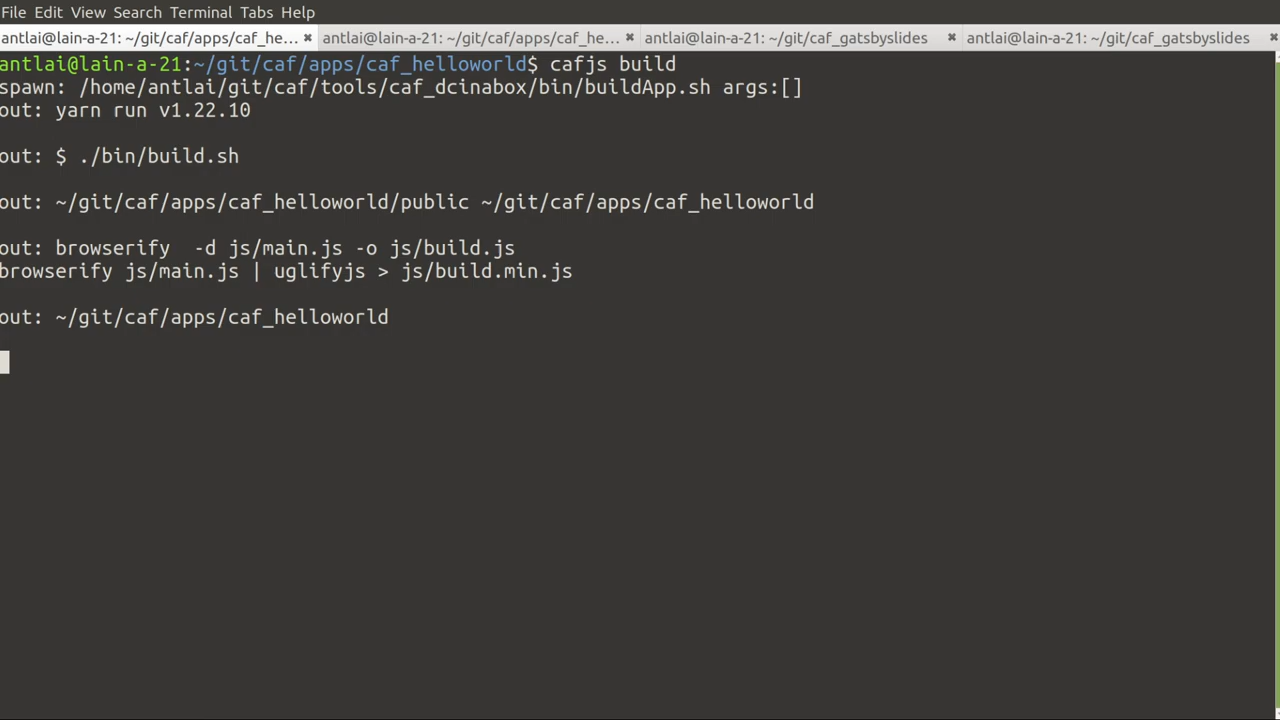 File Edit View Search Terminal Tabs Help
antlai@lain-a-21: ~/git/caf/apps/caf_he... ✖ antlai@lain-a-21: ~/git/caf/apps/caf_he... ✖ antlai@lain-a-21: ~/git/caf_gatsbyslides ✖ antlai@lain-a-21: ~/git/caf_gatsbyslides ✖
antlai@lain-a-21:~/git/caf/apps/caf_helloworld$ cafjs build
spawn: /home/antlai/git/caf/tools/caf_dcinabox/bin/buildApp.sh args:[]
out: yarn run v1.22.10
out: $ ./bin/build.sh
out: ~/git/caf/apps/caf_helloworld/public ~/git/caf/apps/caf_helloworld
out: browserify  -d js/main.js -o js/build.js
browserify js/main.js | uglifyjs > js/build.min.js
out: ~/git/caf/apps/caf_helloworld